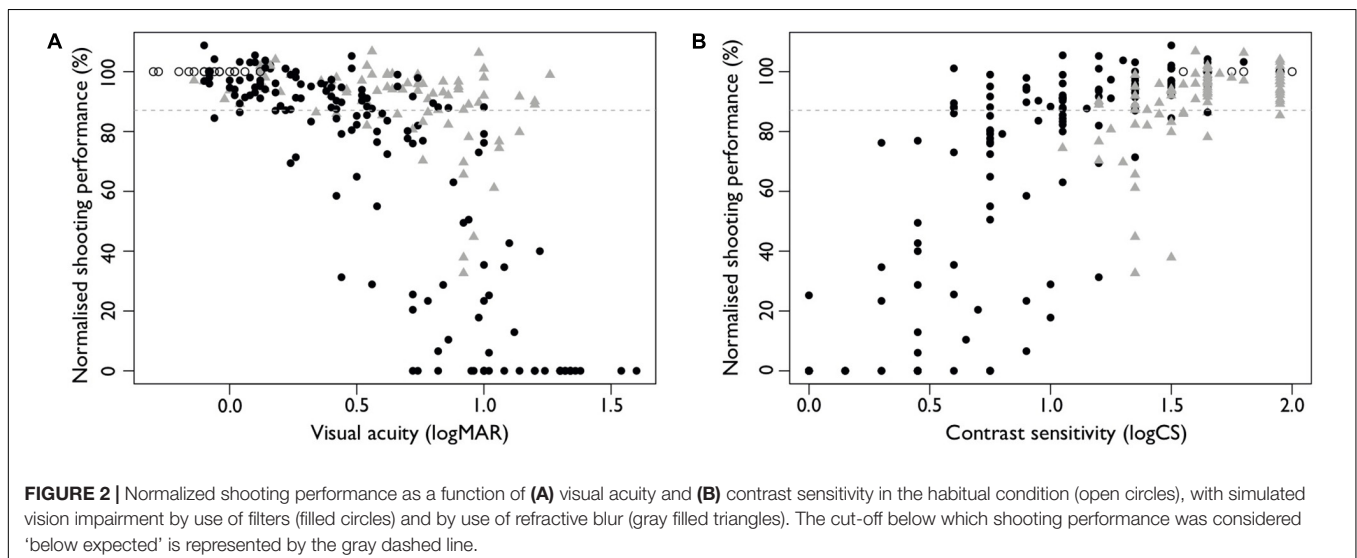 A
Normalised shooting performance (%)
100
80
60
40
20
0
0.0 0.5 1.0 1.5
Visual acuity (logMAR)
B
Normalised shooting performance (%)
100
80
60
40
20
0
0.0 0.5 1.0 1.5 2.0
Contrast sensitivity (logCS)
FIGURE 2 | Normalized shooting performance as a function of (A) visual acuity and (B) contrast sensitivity in the habitual condition (open circles), with simulated
vision impairment by use of filters (filled circles) and by use of refractive blur (gray filled triangles). The cut-off below which shooting performance was considered
‘below expected’ is represented by the gray dashed line.